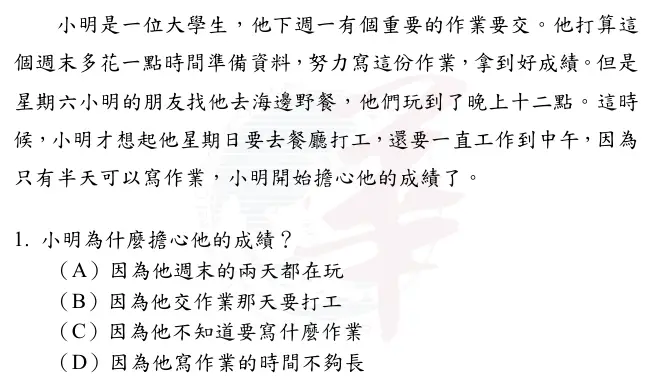 小明是一位大學生，他下週一有個重要的作業要交。他打算這
個週末多花一點時間準備資料，努力寫這份作業，拿到好成績。但是
星期六小明的朋友找他去海邊野餐，他們玩到了晚上十二點。這時
候，小明才想起他星期日要去餐廳打工，還要一直工作到中午，因為
只有半天可以寫作業，小明開始擔心他的成績了。
1. 小明為什麼擔心他的成績？
（A）因為他週末的兩天都在玩
（B）因為他交作業那天要打工
（C）因為他不知道要寫什麼作業
（D）因為他寫作業的時間不夠長